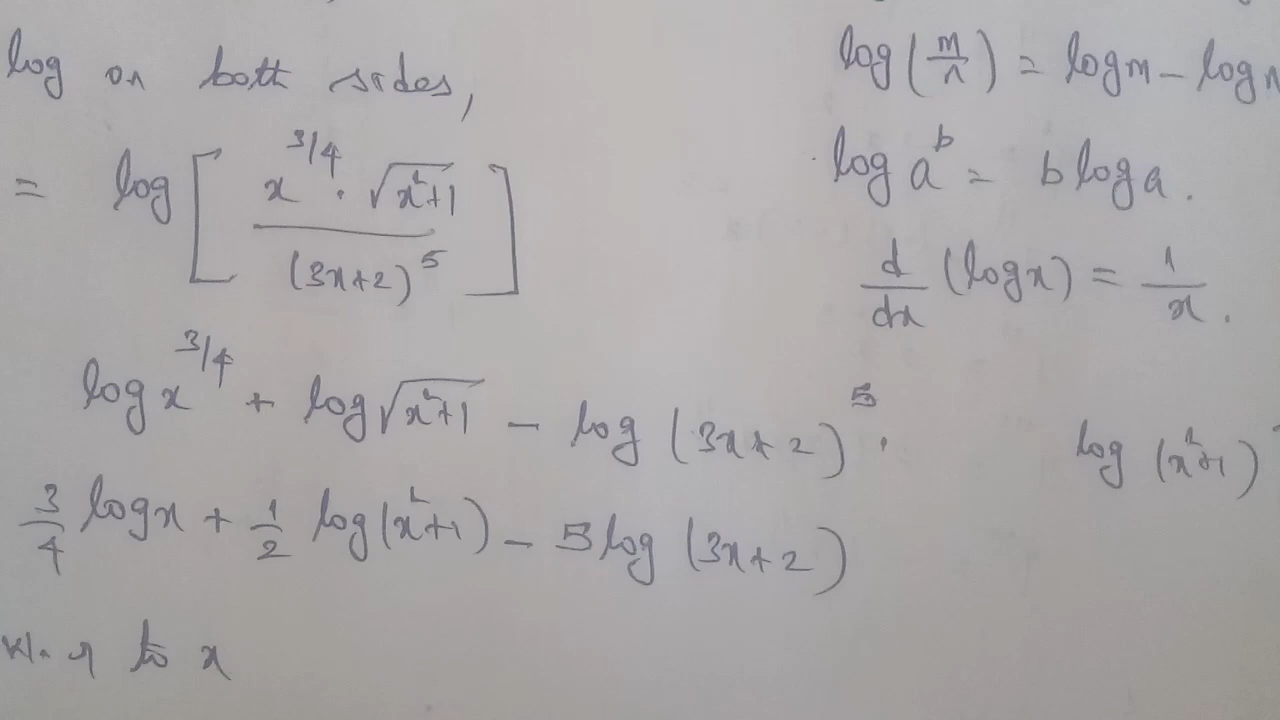 log on both sides,
= log [ x^{3/4} . √(x²+1) / (3x+2)^5 ]
log x^{3/4} + log √(x²+1) - log (3x+2)^5 .
3/4 log x + 1/2 log(x²+1) - 5 log (3x+2)
w.r to x
log (m/n) = log m - log n
log a^b = b log a.
d/dx (log x) = 1/x .
log (x²+1)